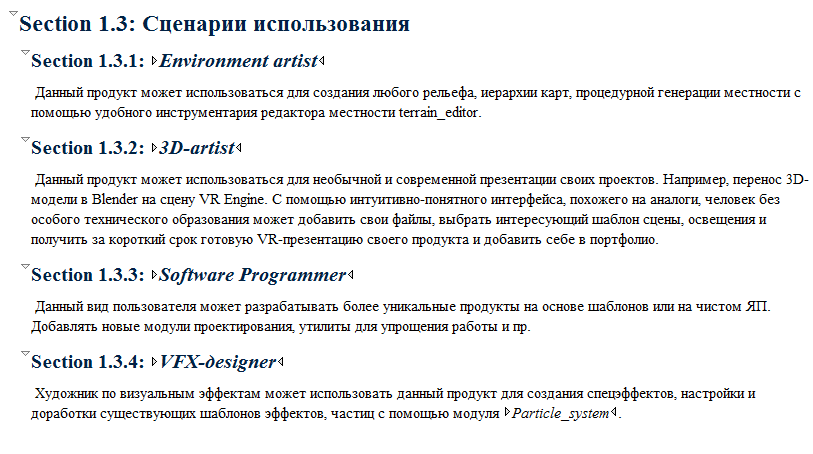 Section 1.3: Сценарии использования
Section 1.3.1: Environment artist
Данный продукт может использоваться для создания любого рельефа, иерархии карт, процедурной генерации местности с
помощью удобного инструментария редактора местности terrain_editor.
Section 1.3.2: 3D-artist
Данный продукт может использоваться для необычной и современной презентации своих проектов. Например, перенос 3D-
модели в Blender на сцену VR Engine. С помощью интуитивно-понятного интерфейса, похожего на аналоги, человек без
особого технического образования может добавить свои файлы, выбрать интересующий шаблон сцены, освещения и
получить за короткий срок готовую VR-презентацию своего продукта и добавить себе в портфолио.
Section 1.3.3: Software Programmer
Данный вид пользователя может разрабатывать более уникальные продукты на основе шаблонов или на чистом ЯП.
Добавлять новые модули проектирования, утилиты для упрощения работы и пр.
Section 1.3.4: VFX-designer
Художник по визуальным эффектам может использовать данный продукт для создания спецэффектов, настройки и
доработки существующих шаблонов эффектов, частиц с помощью модуля Particle_system.